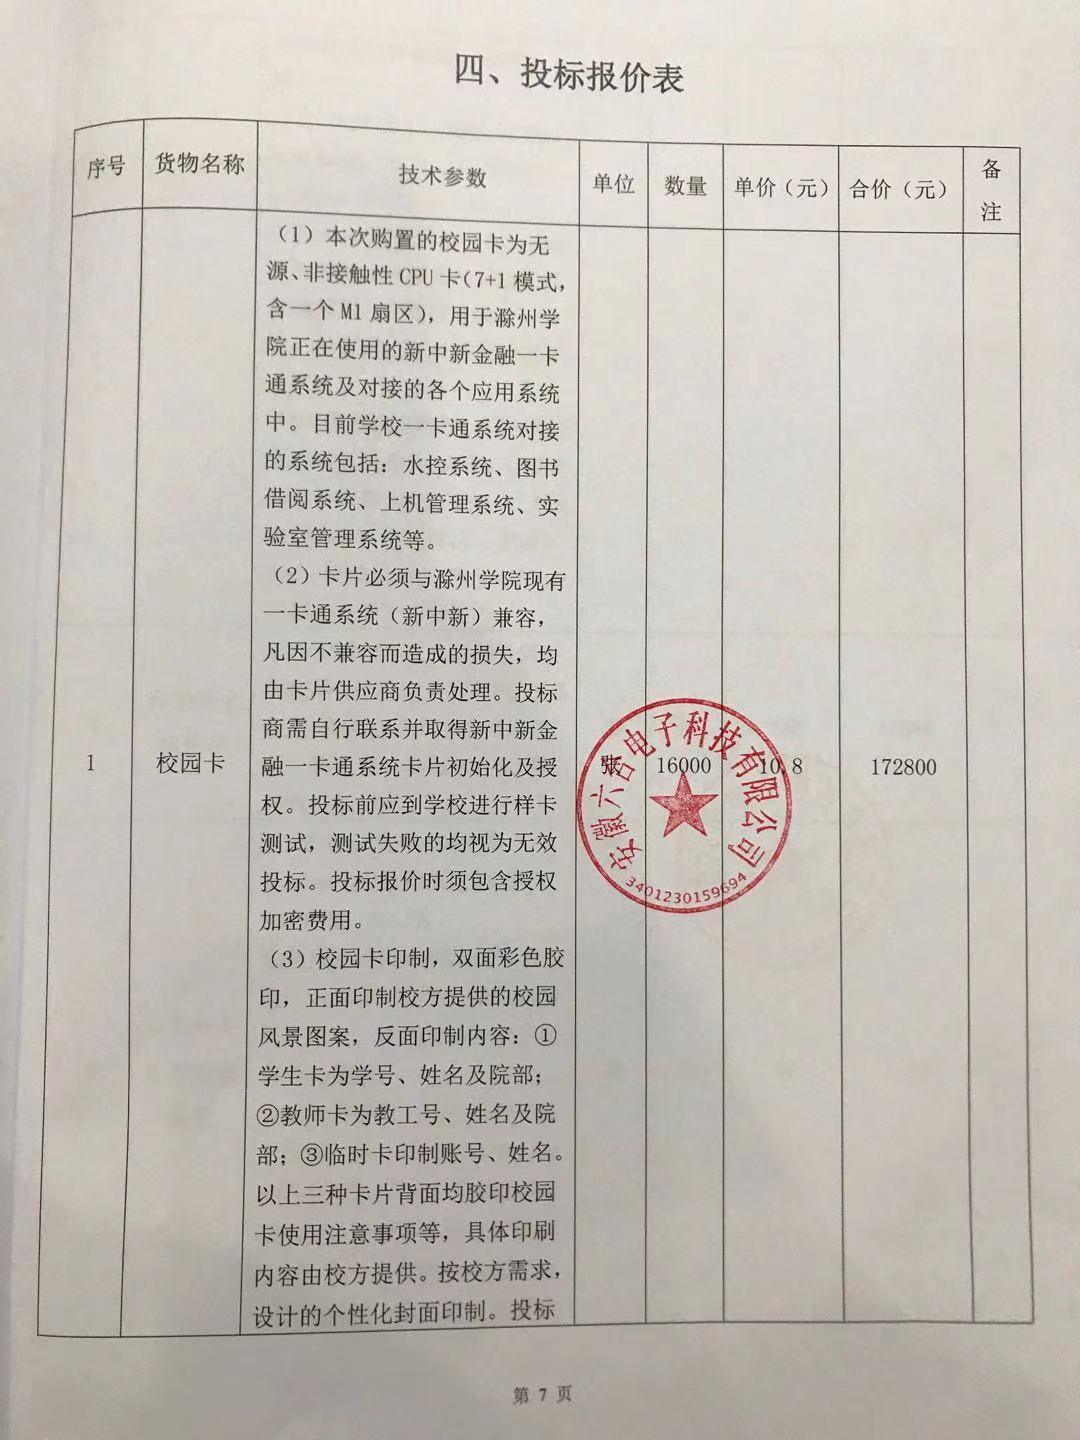 四、投标报价表
序号 货物名称 技术参数 单位 数量 单价（元） 合价（元） 备注
（1）本次购置的校园卡为无
源、非接触性 CPU 卡（7+1 模式，
含一个 M1 扇区），用于滁州学
院正在使用的新中新金融一卡
通系统及对接的各个应用系统
中。目前学校一卡通系统对接
的系统包括：水控系统、图书
借阅系统、上机管理系统、实
验室管理系统等。
（2）卡片必须与滁州学院现有
一卡通系统（新中新）兼容，
凡因不兼容而造成的损失，均
由卡片供应商负责处理。投标
商需自行联系并取得新中新金
融一卡通系统卡片初始化及授
权。投标前应到学校进行样卡
测试，测试失败的均视为无效
投标。投标报价时须包含授权
加密费用。
（3）校园卡印制，双面彩色胶
印，正面印制校方提供的校园
风景图案，反面印制内容：①
学生卡为学号、姓名及院部；
②教师卡为教工号、姓名及院
部；③临时卡印制账号、姓名。
以上三种卡片背面均胶印校园
卡使用注意事项等，具体印刷
内容由校方提供。按校方需求，
设计的个性化封面印制。投标
1 校园卡 张 16000 10.8 172800
安徽六合电子科技有限公司
3401230159694
第 7 页